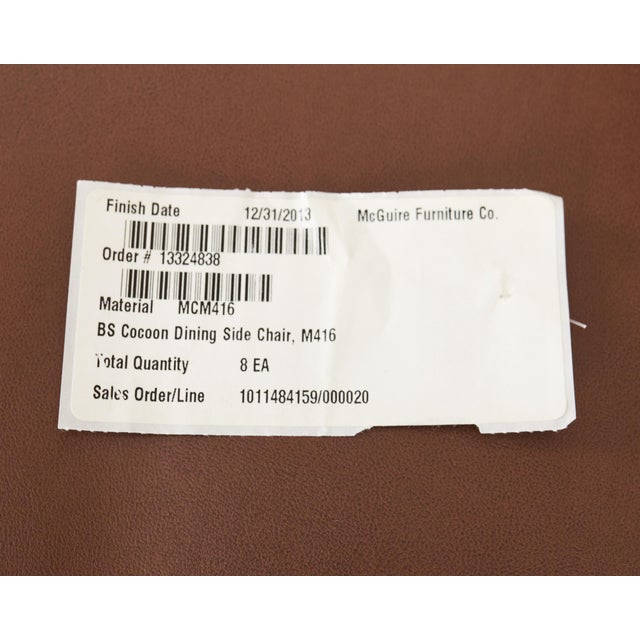 Finish Date 12/31/2013 McGuire Furniture Co.
Order # 13324838
Material MCM416
BS Cocoon Dining Side Chair, M416
Total Quantity 8 EA
Sales Order/Line 1011484159/000020